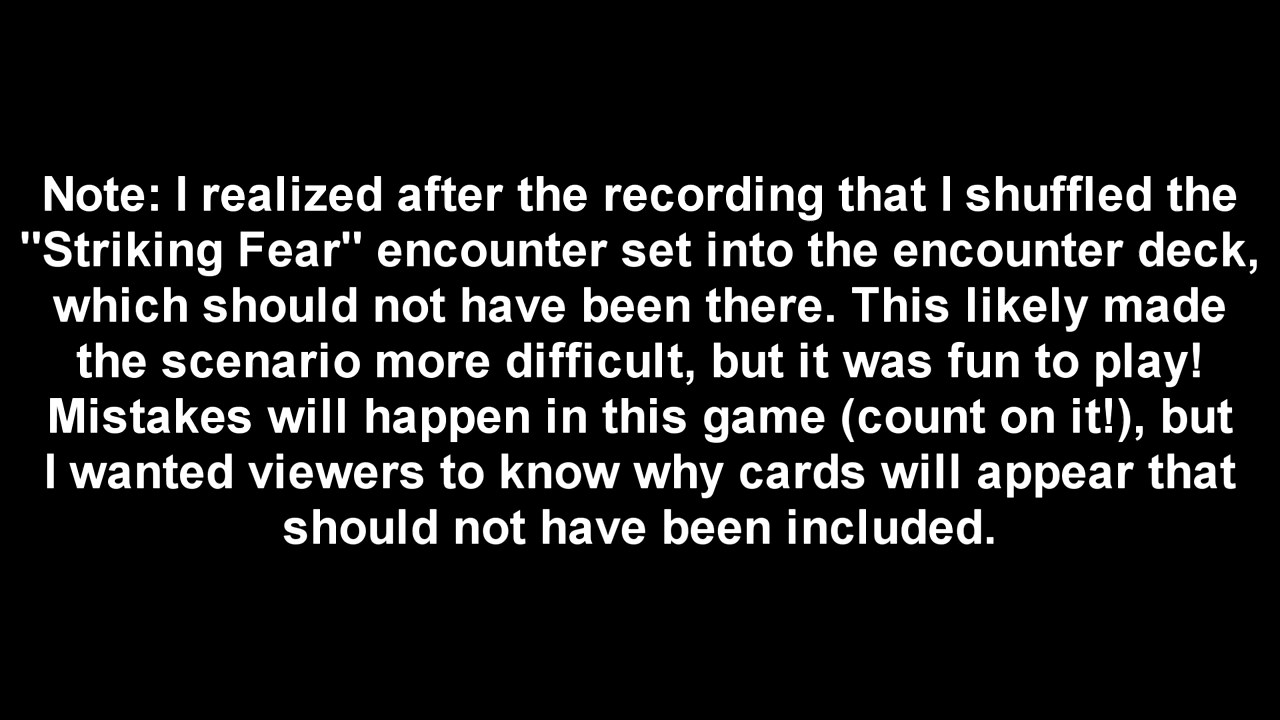 Note: I realized after the recording that I shuffled the
"Striking Fear" encounter set into the encounter deck,
which should not have been there. This likely made
the scenario more difficult, but it was fun to play!
Mistakes will happen in this game (count on it!), but
I wanted viewers to know why cards will appear that
should not have been included.